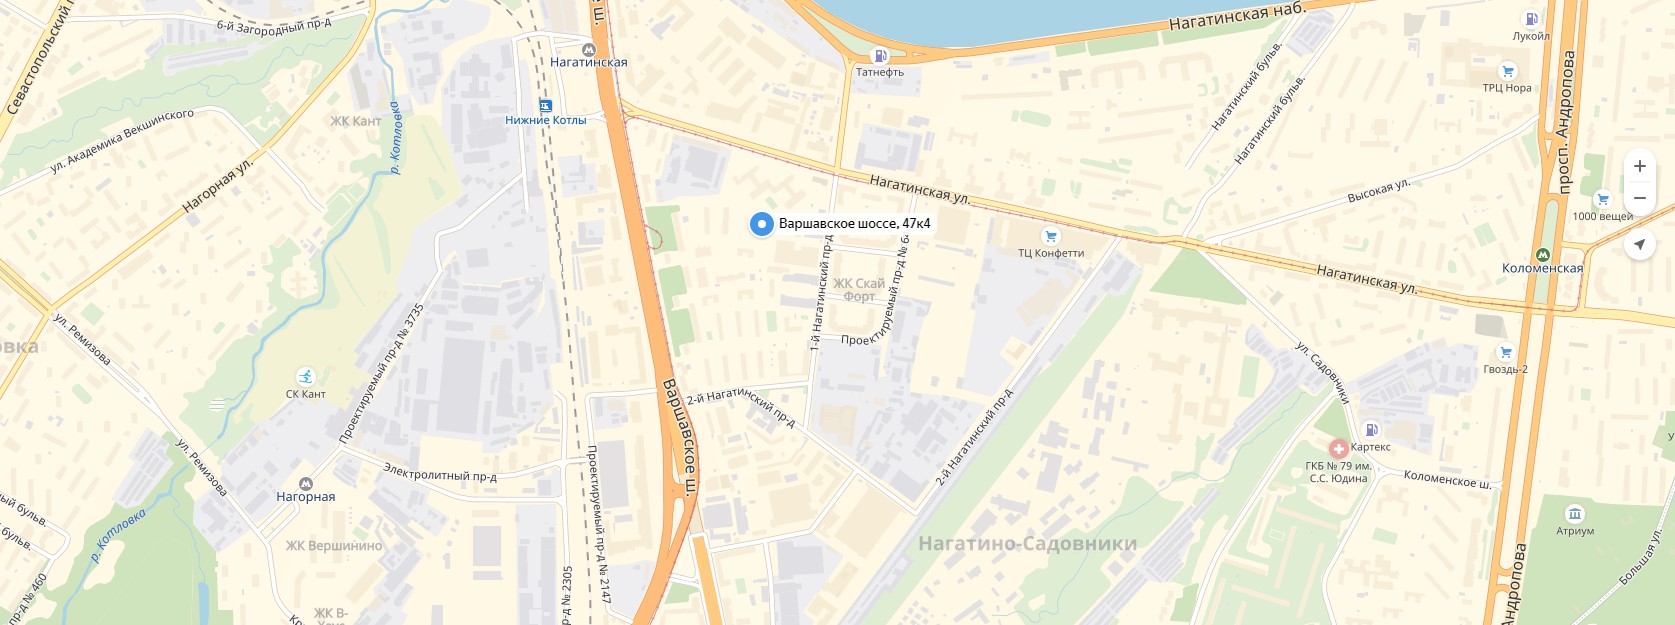 6-й Загородный пр-д
Севастопольский
ш.
Нагатинская наб.
Лукойл
Нагатинская
Татнефть
ТРЦ Нора
Нагатинский бульв.
Нагатинский бульв.
просп. Андропова
ЖК Кант
р. Котловка
Нижние Котлы
ул. Академика Векшинского
Нагорная ул.
Нагатинская ул.
Высокая ул.
1000 вещей
Варшавское шоссе, 47к4
ТЦ Конфетти
Коломенская
1-й Нагатинский пр-д
Проектируемый пр-д №
ЖК Скай
Форт
Нагатинская ул.
ул. Ремизова
Проектируемый пр-д № 3735
овка
ул. Садовники
Гвоздь-2
СК Кант
Варшавское ш.
2-й Нагатинский пр-д
2-й Нагатинский пр-д
ул. Ремизова
Электролитный пр-д
Проектируемый пр-д № 2147
Картекс
ГКБ № 79 им.
С.С. Юдина
Коломенское ш.
Нагорная
ный бульв.
бульв.
р. Котловка
ЖК Вершинино
Нагатино-Садовники
Атриум
Большая ул.
Андропова
пр-д № 460
р-д № 2305
ЖК В-